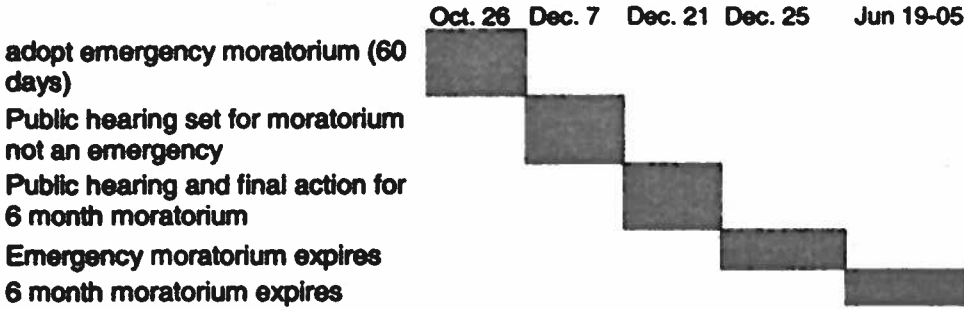 Oct. 26 Dec. 7 Dec. 21 Dec. 25 Jun 19-05
adopt emergency moratorium (60
days)
Public hearing set for moratorium
not an emergency
Public hearing and final action for
6 month moratorium
Emergency moratorium expires
6 month moratorium expires